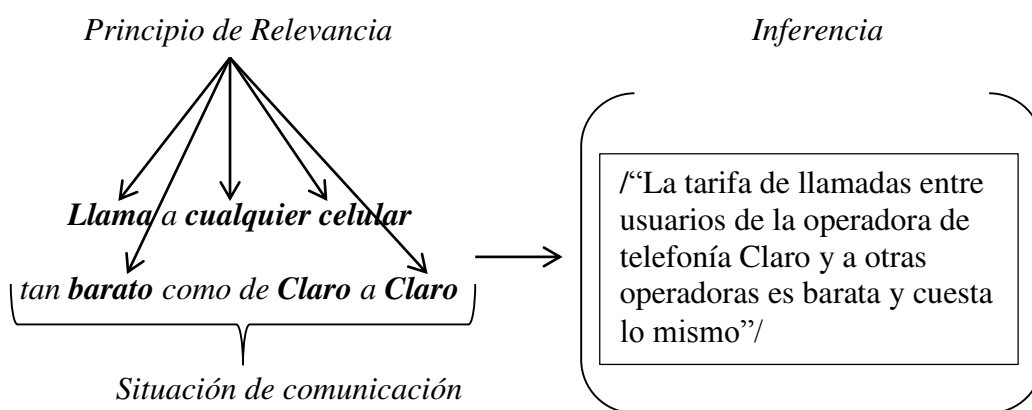 Principio de Relevancia
Inferencia
Llama a cualquier celular
tan barato como de Claro a Claro
Situación de comunicación
/“La tarifa de llamadas entre
usuarios de la operadora de
telefonía Claro y a otras
operadoras es barata y cuesta
lo mismo”/